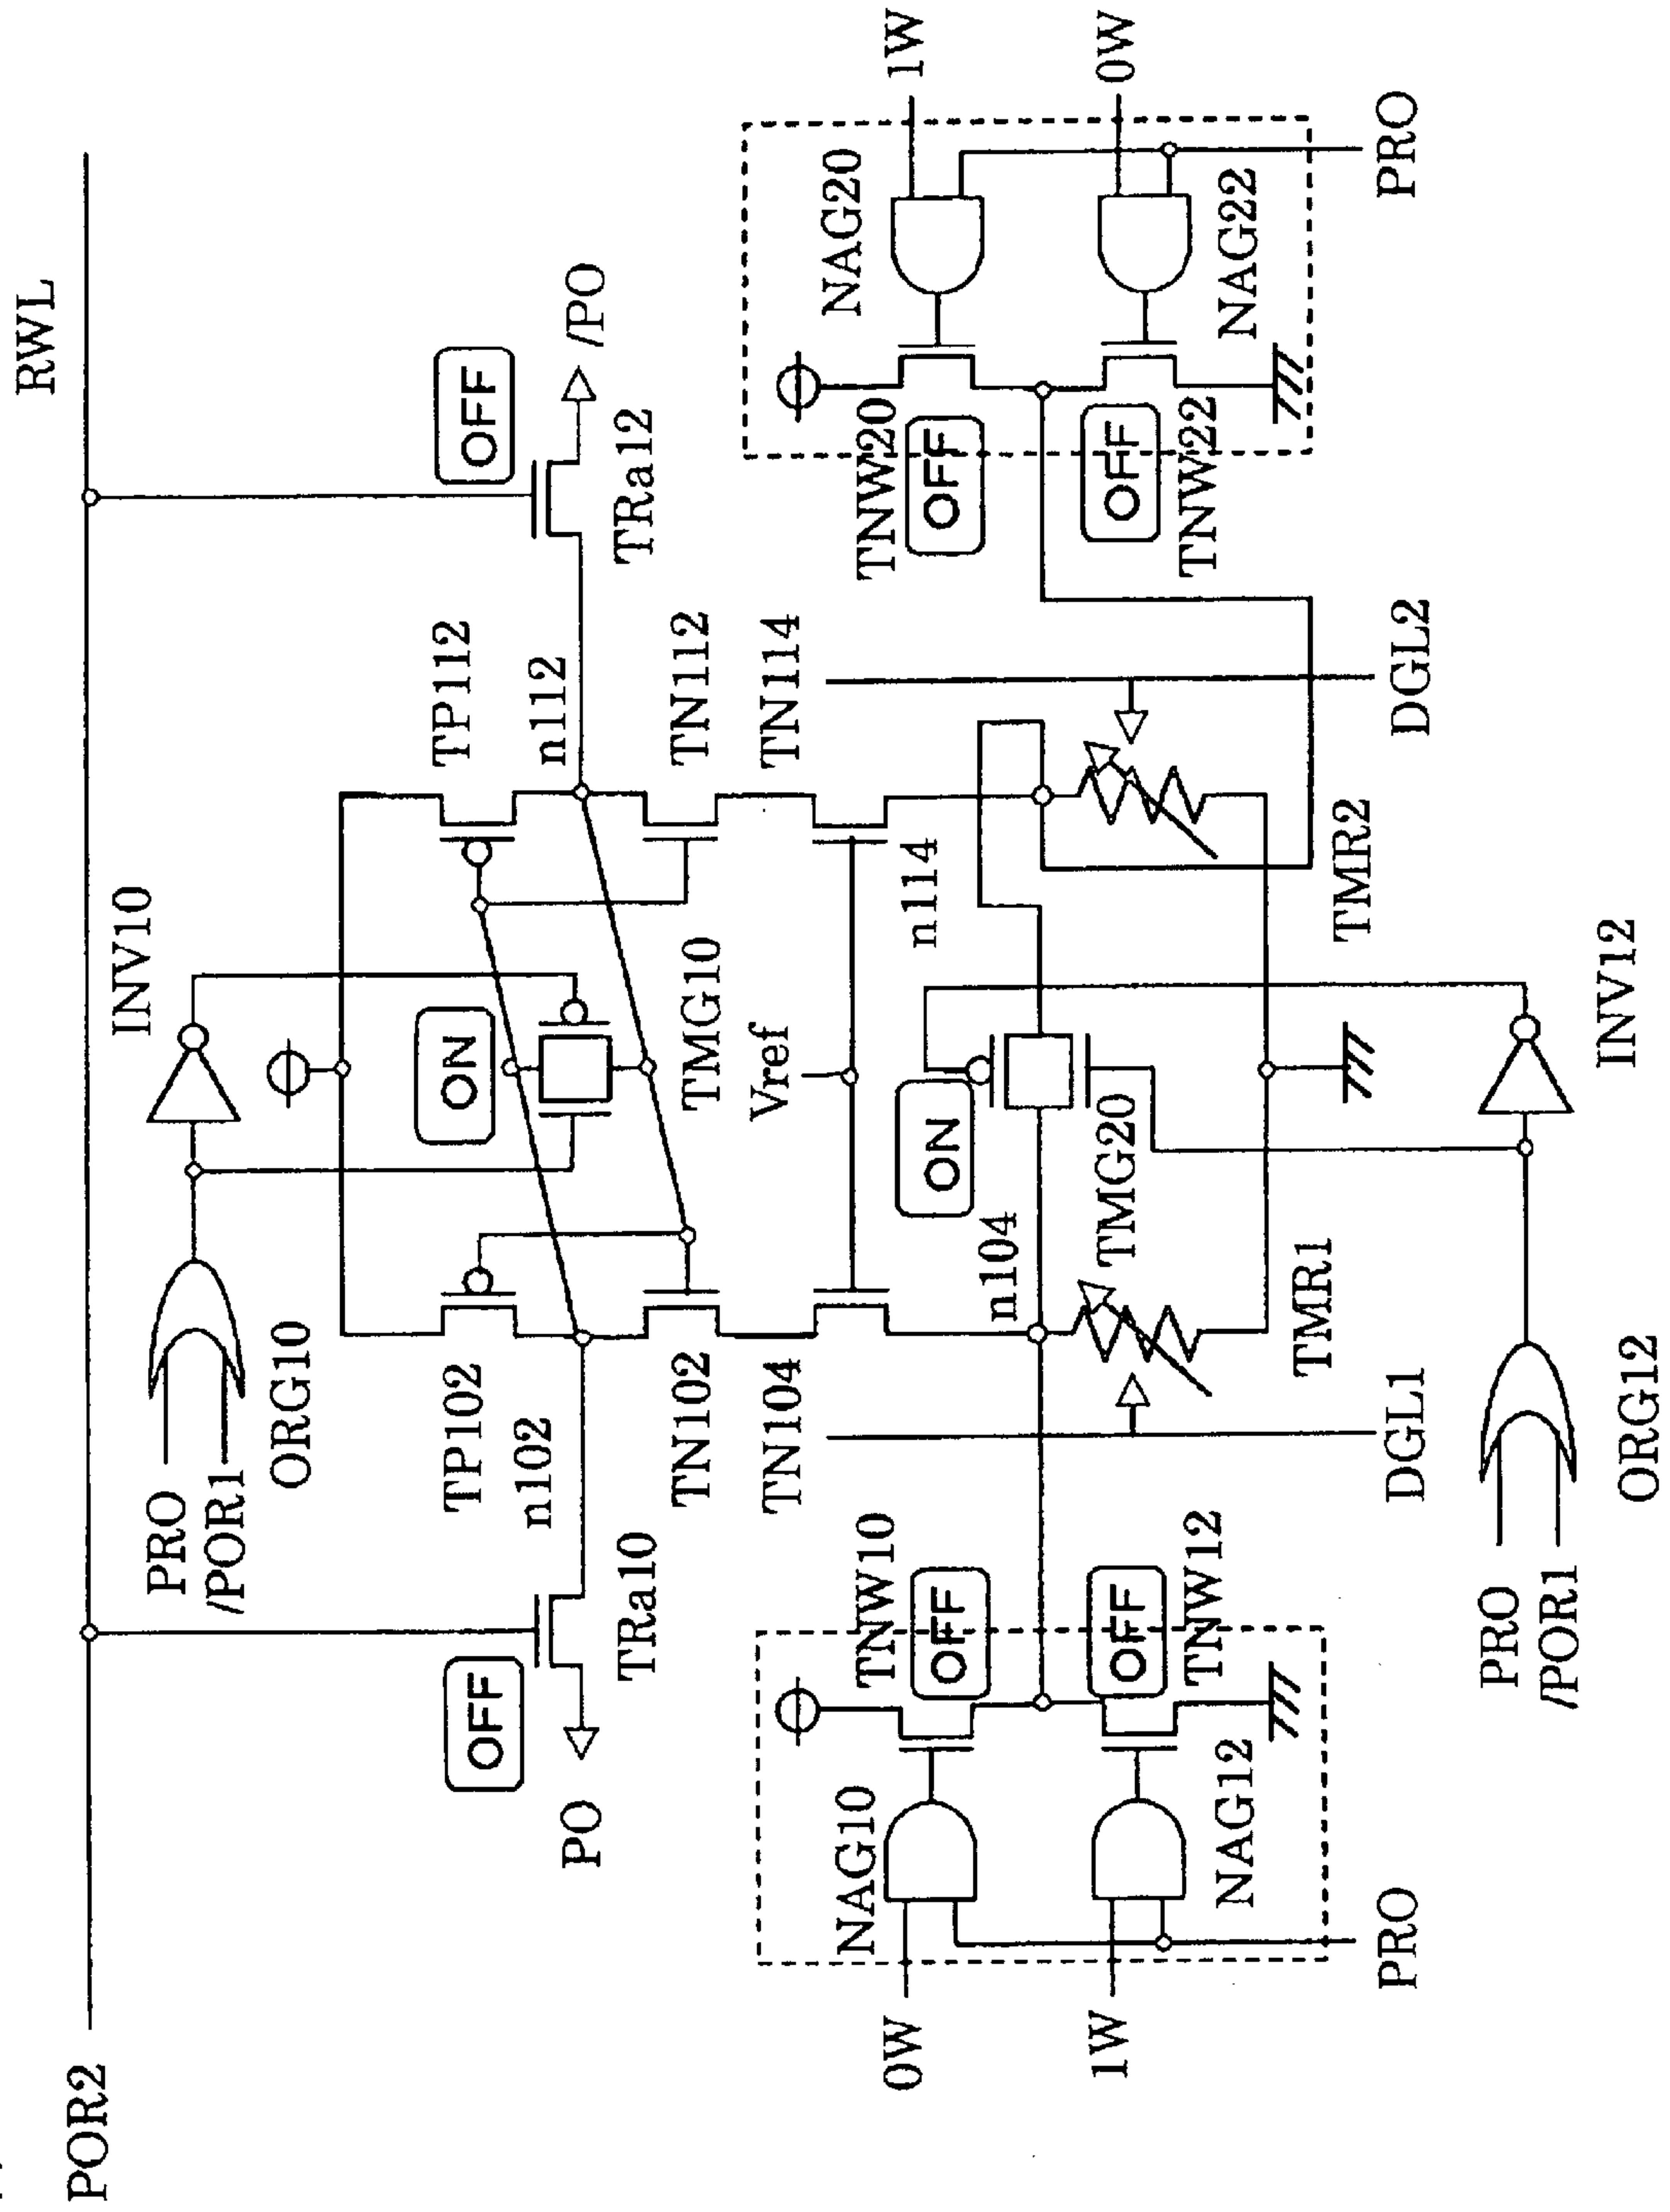 POR2
RWL
PRO
/POR1
ORG10
INV10
OFF
PO
TRa10
TP102
n102
ON
TMG10
TP112
n112
OFF
/PO
TRa12
TN102
TN112
TN104
Vref
TN114
0W
NAG10
TNW10
OFF
n104
ON
n114
TNW20
OFF
NAG20
1W
1W
NAG12
OFF
TNW12
TMG20
OFF
TNW22
NAG22
0W
PRO
DGL1
TMR1
TMR2
DGL2
PRO
PRO
/POR1
ORG12
INV12